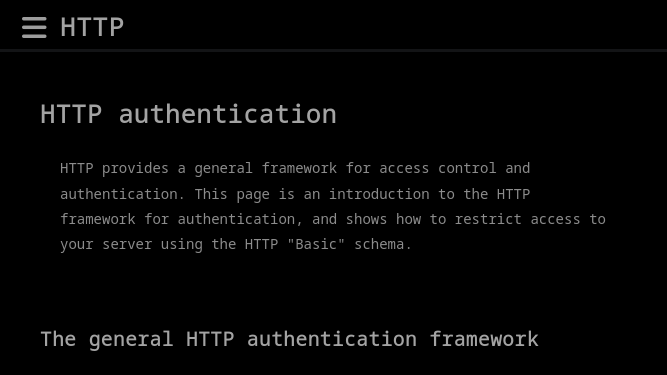 HTTP
HTTP authentication
HTTP provides a general framework for access control and
authentication. This page is an introduction to the HTTP
framework for authentication, and shows how to restrict access to
your server using the HTTP "Basic" schema.
The general HTTP authentication framework